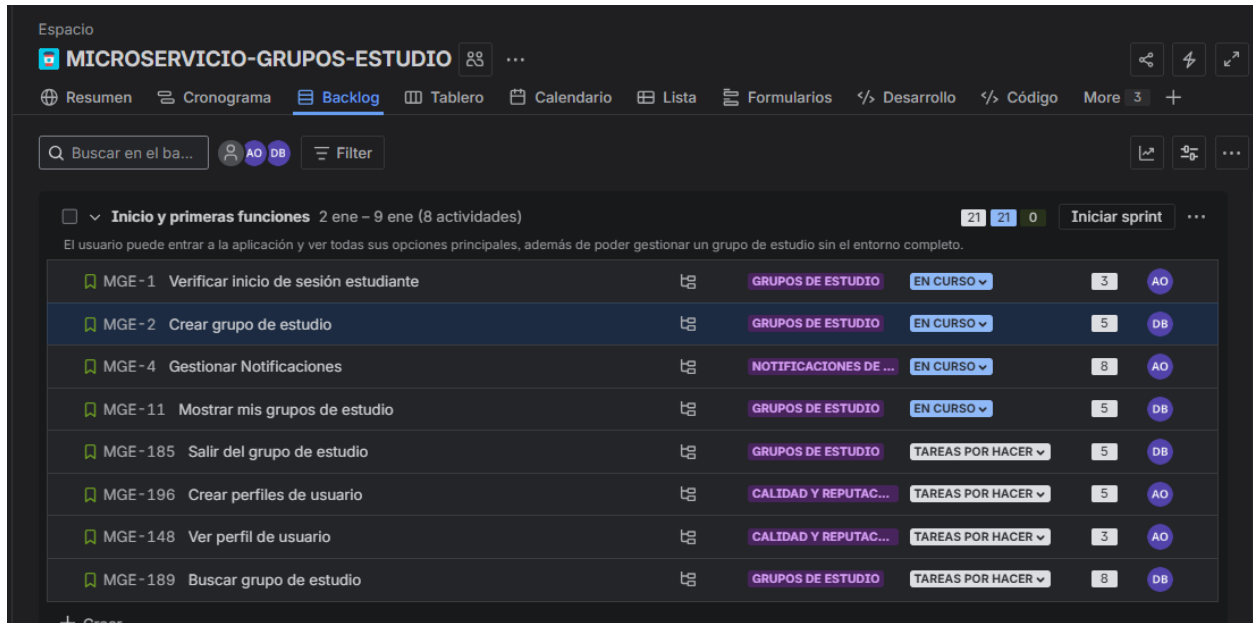 Espacio
MICROSERVICIO-GRUPOS-ESTUDIO
Resumen Cronograma Backlog Tablero Calendario Lista Formularios Desarrollo Código More 3
Buscar en el ba... AO DB Filter
Inicio y primeras funciones 2 ene – 9 ene (8 actividades) 21 21 0 Iniciar sprint
El usuario puede entrar a la aplicación y ver todas sus opciones principales, además de poder gestionar un grupo de estudio sin el entorno completo.
MGE-1 Verificar inicio de sesión estudiante GRUPOS DE ESTUDIO EN CURSO 3 AO
MGE-2 Crear grupo de estudio GRUPOS DE ESTUDIO EN CURSO 5 DB
MGE-4 Gestionar Notificaciones NOTIFICACIONES DE ... EN CURSO 8 AO
MGE-11 Mostrar mis grupos de estudio GRUPOS DE ESTUDIO EN CURSO 5 DB
MGE-185 Salir del grupo de estudio GRUPOS DE ESTUDIO TAREAS POR HACER 5 DB
MGE-196 Crear perfiles de usuario CALIDAD Y REPUTAC... TAREAS POR HACER 5 AO
MGE-148 Ver perfil de usuario CALIDAD Y REPUTAC... TAREAS POR HACER 3 AO
MGE-189 Buscar grupo de estudio GRUPOS DE ESTUDIO TAREAS POR HACER 8 DB
Crear